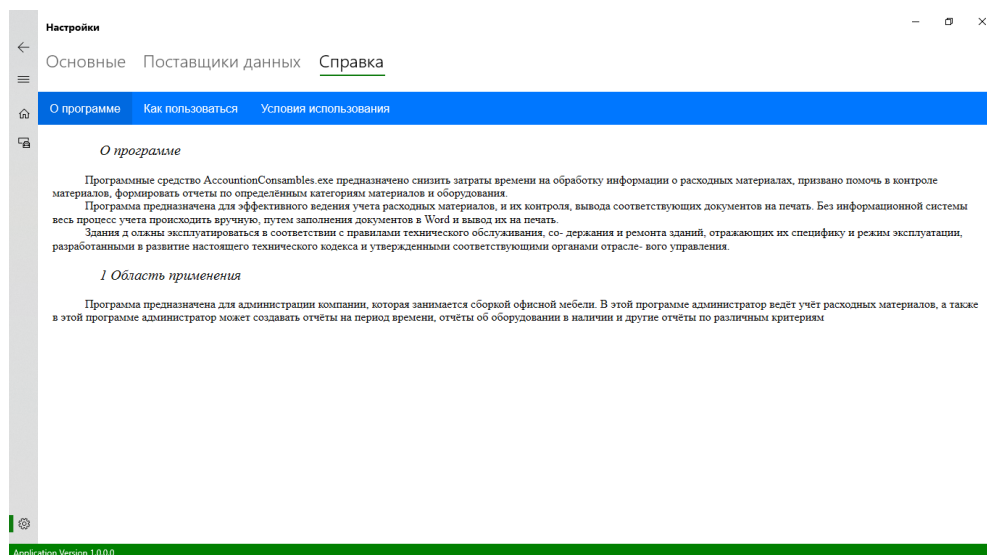 Настройки
Основные Поставщики данных Справка
О программе Как пользоваться Условия использования
О программе
Программные средство AccountionConsambles.exe предназначено снизить затраты времени на обработку информации о расходных материалах, призвано помочь в контроле
материалов, формировать отчеты по определённым категориям материалов и оборудования.
Программа предназначена для эффективного ведения учета расходных материалов, и их контроля, вывода соответствующих документов на печать. Без информационной системы
весь процесс учета происходить вручную, путем заполнения документов в Word и вывод их на печать.
Здания д олжны эксплуатироваться в соответствии с правилами технического обслуживания, со- держания и ремонта зданий, отражающих их специфику и режим эксплуатации,
разработанными в развитие настоящего технического кодекса и утвержденными соответствующими органами отрасле- вого управления.
1 Область применения
Программа предназначена для администрации компании, которая занимается сборкой офисной мебели. В этой программе администратор ведёт учёт расходных материалов, а также
в этой программе администратор может создавать отчёты на период времени, отчёты об оборудовании в наличии и другие отчёты по различным критериям
Application Version 1.0.0.0